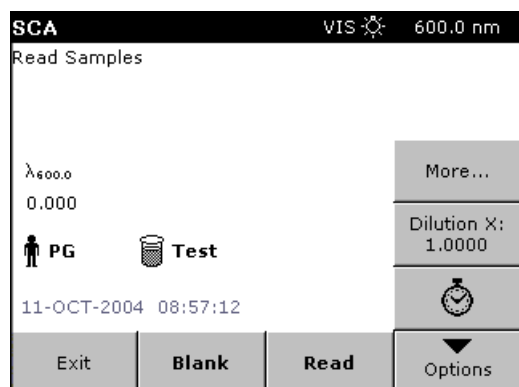 SCA VIS 600.0 nm
Read Samples
λ600.0
0.000
PG Test
11-OCT-2004 08:57:12
More...
Dilution X:
1.0000
Exit Blank Read Options